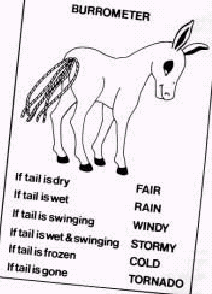 BURROMETER
If tail is dry FAIR
If tail is wet RAIN
If tail is swinging WINDY
If tail is wet & swinging STORMY
If tail is frozen COLD
If tail is gone TORNADO